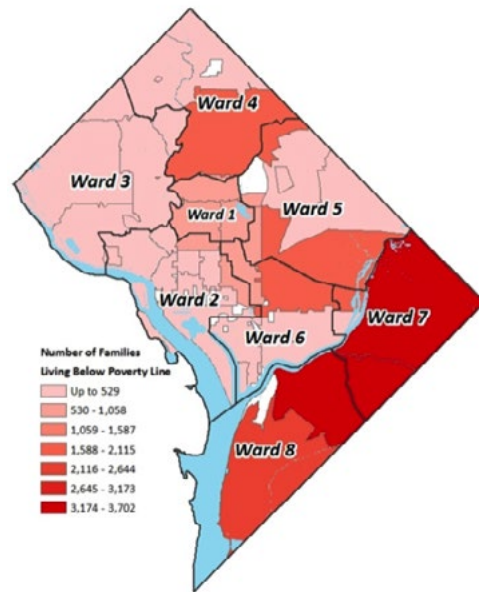 Ward 4
Ward 3
Ward 5
Ward 1
Ward 2
Ward 7
Ward 6
Number of Families
Living Below Poverty Line
Up to 529
530 - 1,058
1,059 - 1,587
1,588 - 2,115
2,116 - 2,644
2,645 - 3,173
3,174 - 3,702
Ward 8